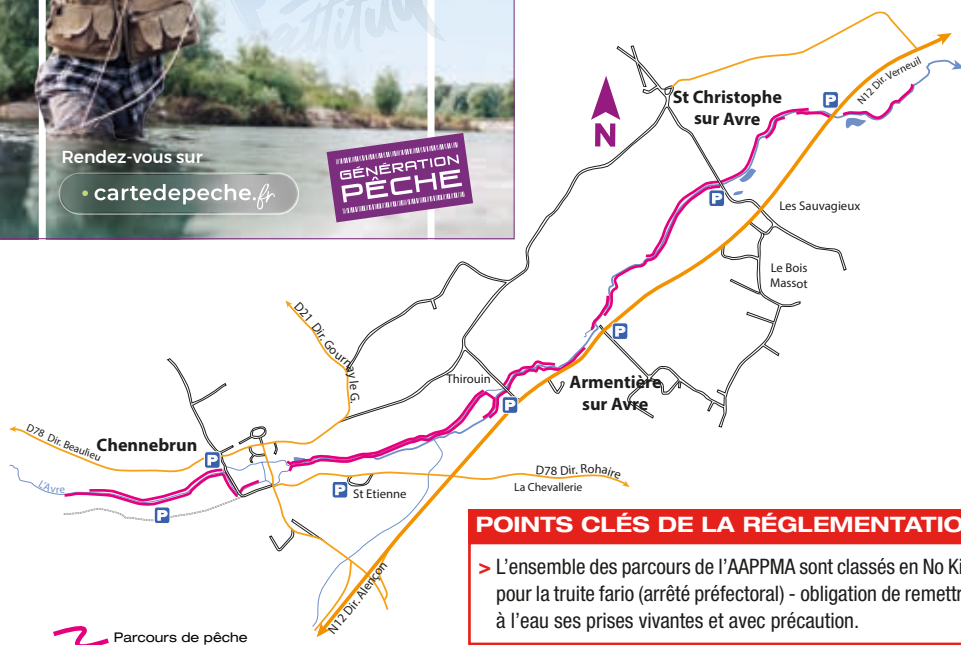 Rendez-vous sur
• cartedepeche.fr
GÉNÉRATION
PÊCHE
N
St Christophe
sur Avre
P
N12 Dir. Verneuil
P
Les Sauvagieux
Le Bois
Massot
D21 Dir. Gournay le G.
P
Thirouin
Armentière
sur Avre
P
D78 Dir. Beaulieu
Chennebrun
P
L'Avre
P
P
St Etienne
D78 Dir. Rohaire
La Chevallerie
N12 Dir. Alençon
Parcours de pêche
POINTS CLÉS DE LA RÉGLEMENTATIO
> L'ensemble des parcours de l'AAPPMA sont classés en No Ki
pour la truite fario (arrêté préfectoral) - obligation de remettr
à l'eau ses prises vivantes et avec précaution.